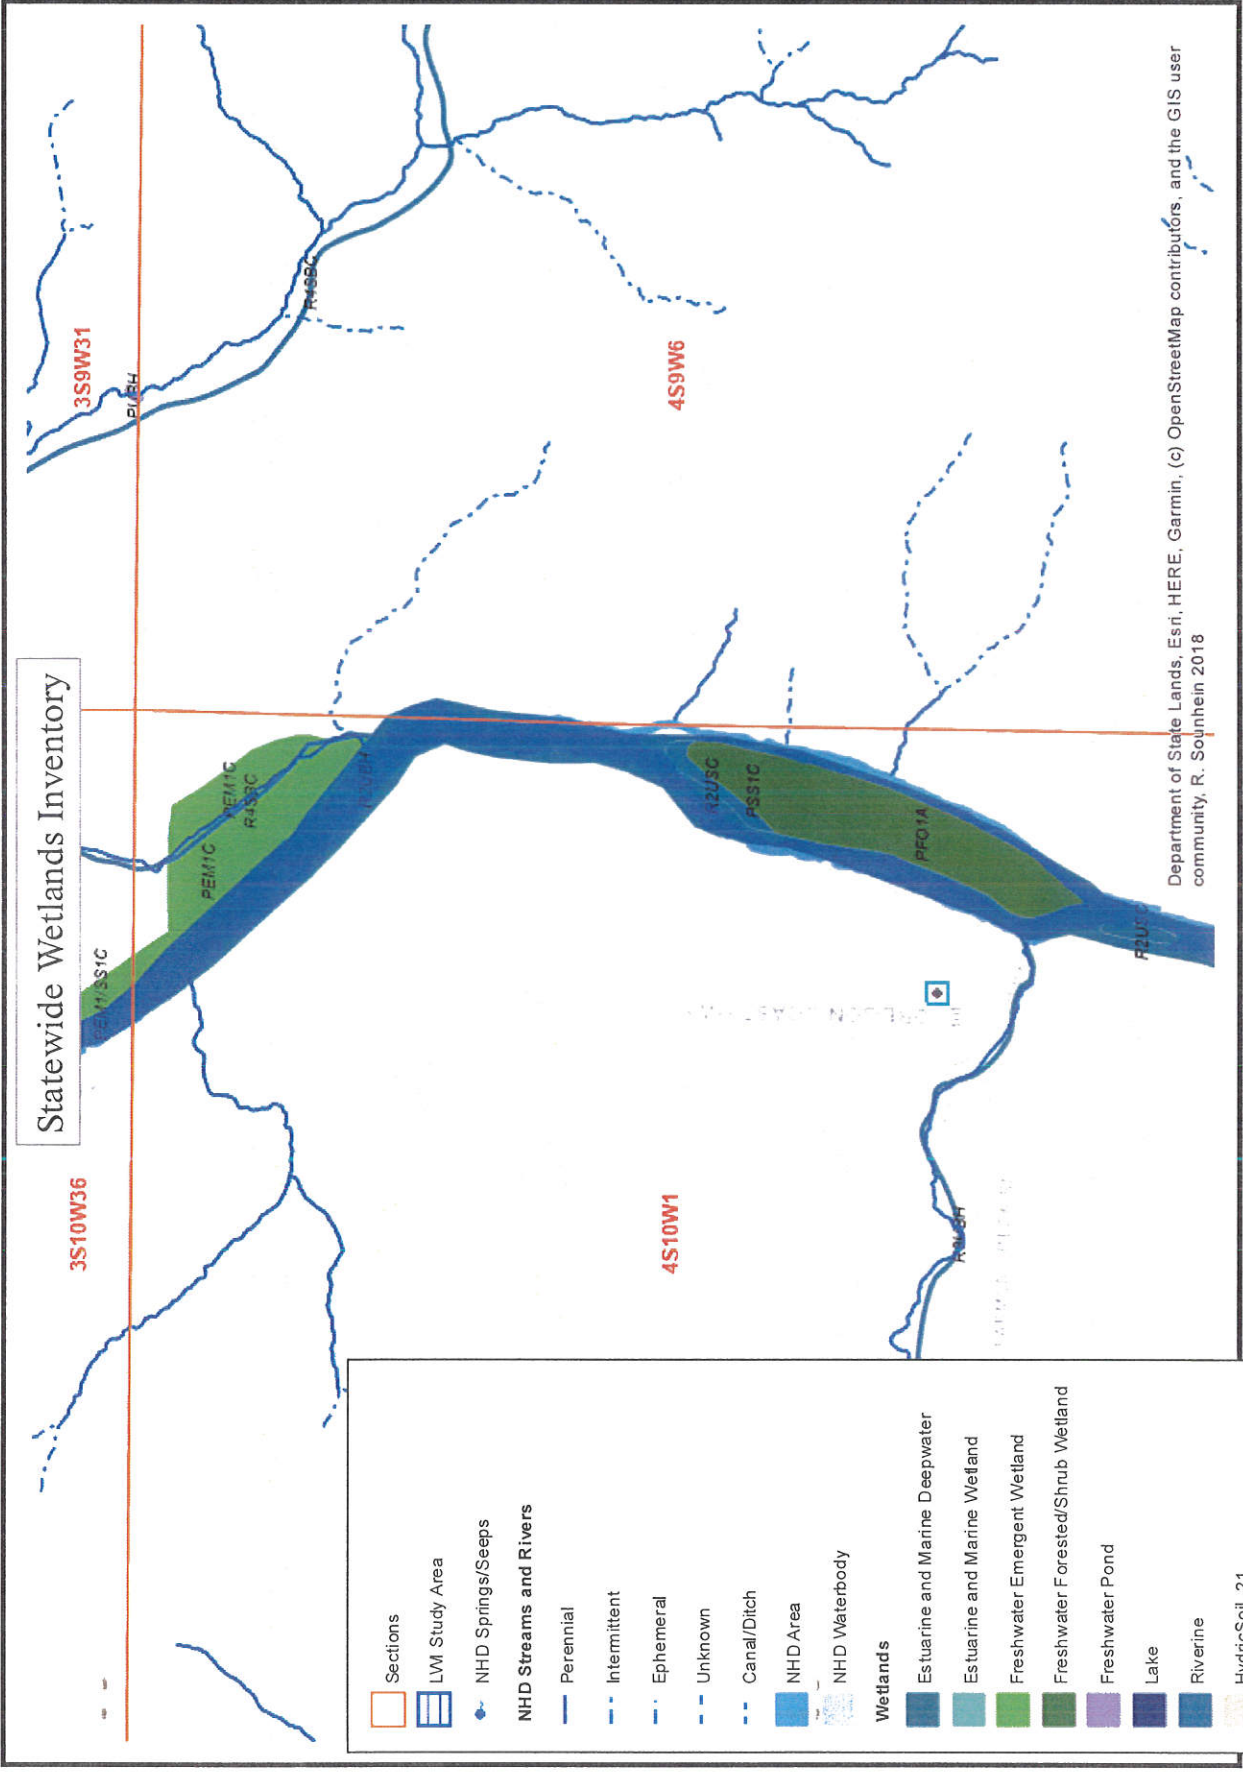 Statewide Wetlands Inventory
3S10W36
3S9W31
4S10W1
4S9W6
PEM1/SS1C
PEM1C
PEM1C
R4SBC
R2UBH
R4SBC
R2USC
PSS1C
PFO1A
R2USC
Sections
LWI Study Area
NHD Springs/Seeps
NHD Streams and Rivers
Perennial
Intermittent
Ephemeral
Unknown
Canal/Ditch
NHD Area
NHD Waterbody
Wetlands
Estuarine and Marine Deepwater
Estuarine and Marine Wetland
Freshwater Emergent Wetland
Freshwater Forested/Shrub Wetland
Freshwater Pond
Lake
Riverine
Department of State Lands, Esri, HERE, Garmin, (c) OpenStreetMap contributors, and the GIS user
community, R. Sounhein 2018